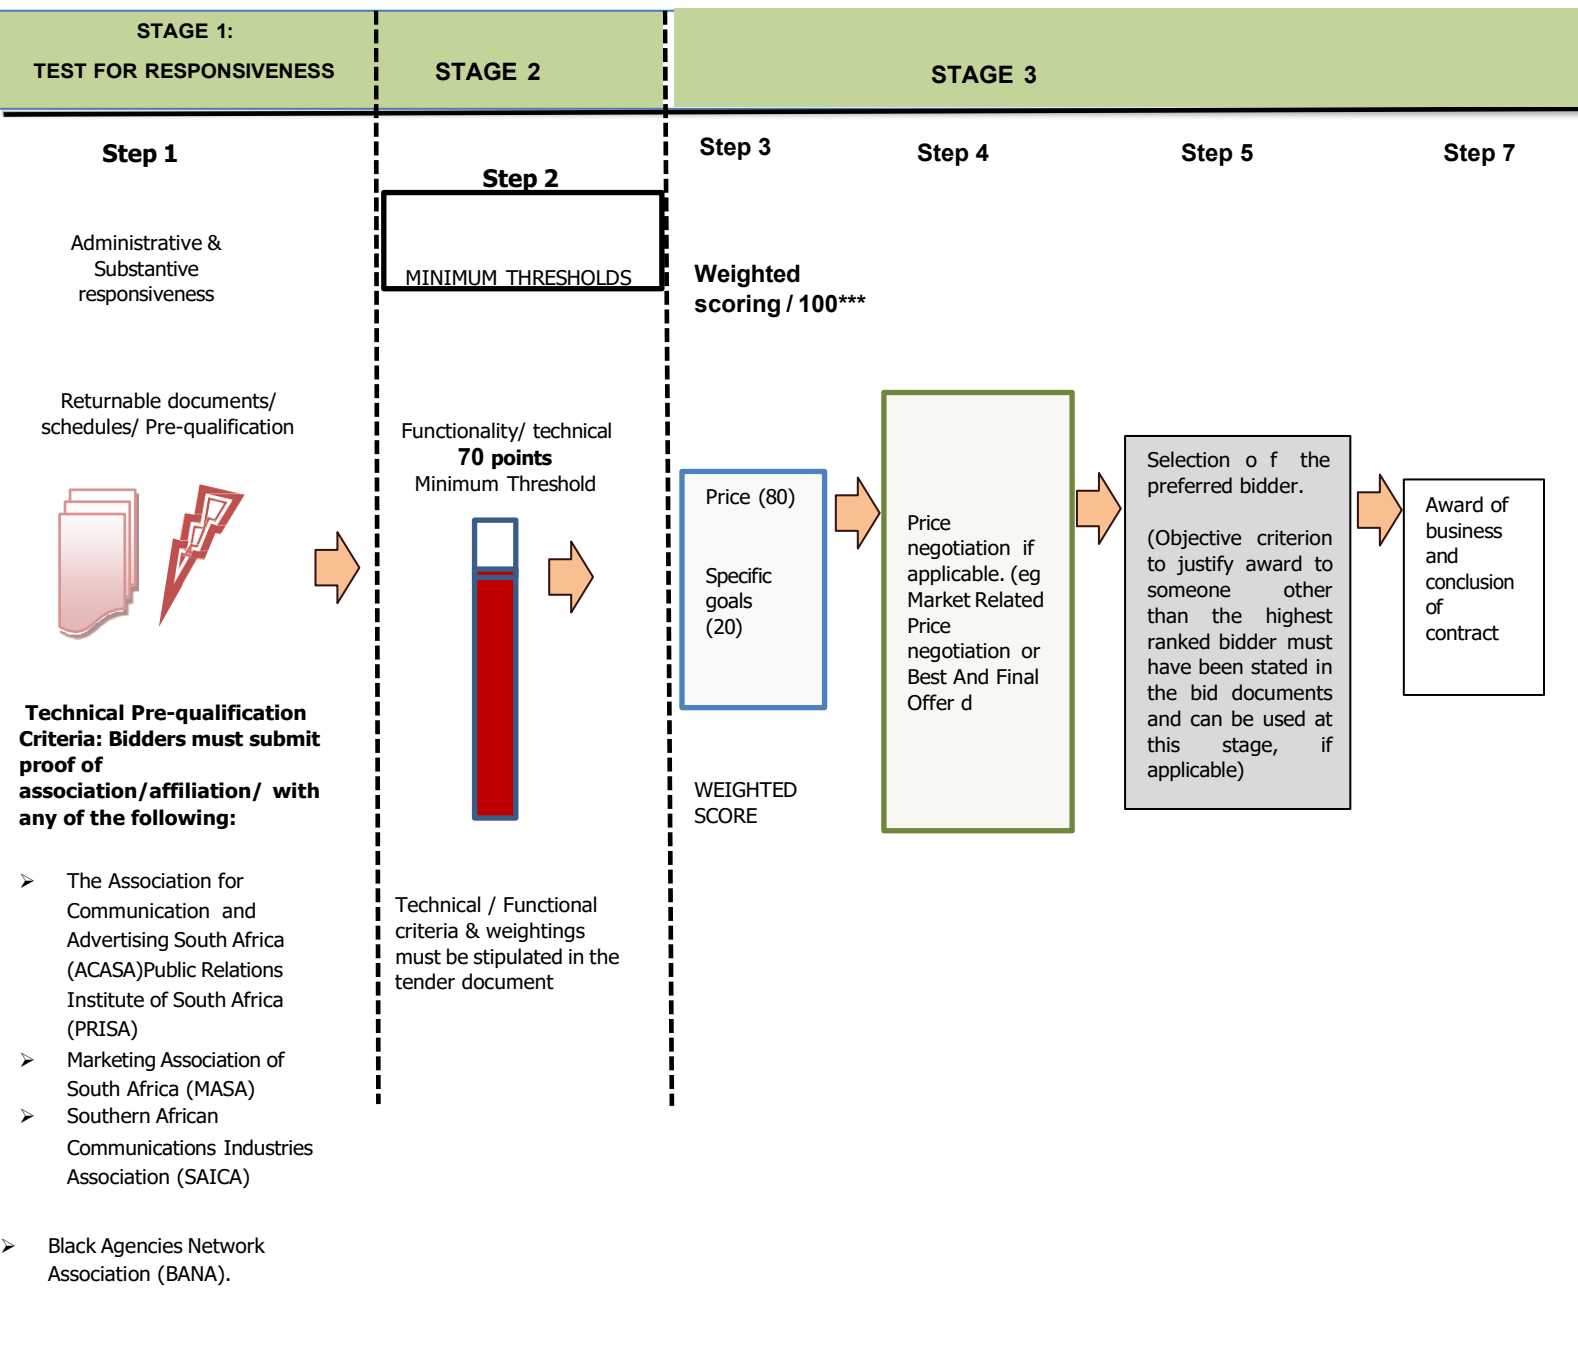 STAGE 1:
TEST FOR RESPONSIVENESS
STAGE 2
STAGE 3
Step 1
Administrative &
Substantive
responsiveness
Returnable documents/
schedules/ Pre-qualification
Technical Pre-qualification
Criteria: Bidders must submit
proof of
association/affiliation/ with
any of the following:
➢ The Association for
Communication and
Advertising South Africa
(ACASA)Public Relations
Institute of South Africa
(PRISA)
➢ Marketing Association of
South Africa (MASA)
➢ Southern African
Communications Industries
Association (SAICA)
➢ Black Agencies Network
Association (BANA).
Step 2
MINIMUM THRESHOLDS
Functionality/ technical
70 points
Minimum Threshold
Technical / Functional
criteria & weightings
must be stipulated in the
tender document
Step 3
Weighted
scoring / 100***
Price (80)
Specific
goals
(20)
WEIGHTED
SCORE
Step 4
Price
negotiation if
applicable. (eg
Market Related
Price
negotiation or
Best And Final
Offer d
Step 5
Selection o f the
preferred bidder.
(Objective criterion
to justify award to
someone other
than the highest
ranked bidder must
have been stated in
the bid documents
and can be used at
this stage, if
applicable)
Step 7
Award of
business
and
conclusion
of
contract